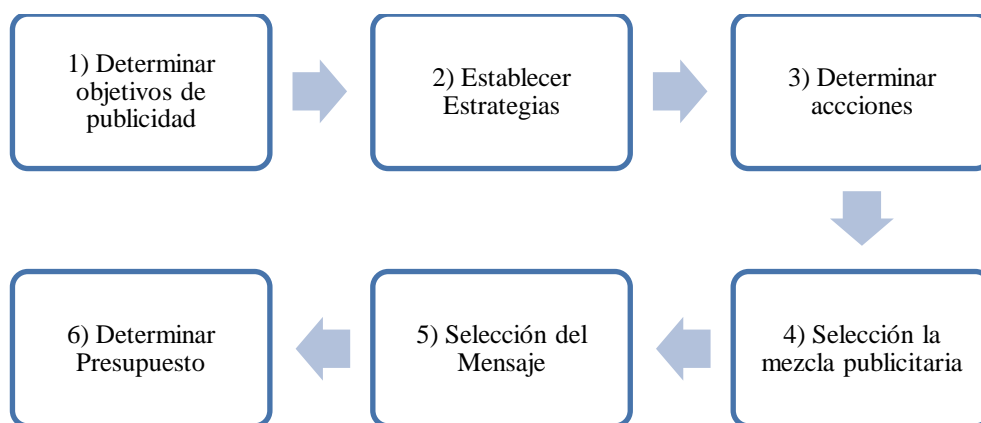 1) Determinar
objetivos de
publicidad
2) Establecer
Estrategias
3) Determinar
accciones
4) Selección la
mezcla publicitaria
5) Selección del
Mensaje
6) Determinar
Presupuesto